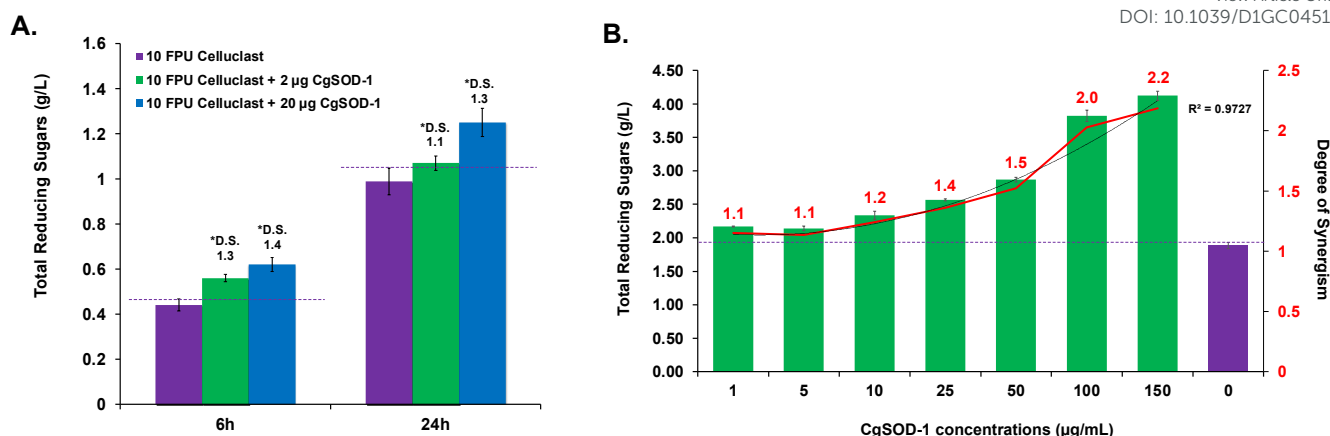 DOI: 10.1039/D1GC0451
A.
Total Reducing Sugars (g/L)
1.6
1.4
1.2
1
0.8
0.6
0.4
0.2
0
10 FPU Celluclast
10 FPU Celluclast + 2 µg CgSOD-1
10 FPU Celluclast + 20 µg CgSOD-1
*D.S.
1.3
*D.S.
1.4
*D.S.
1.1
*D.S.
1.3
6h
24h
B.
Total Reducing Sugars (g/L)
4.50
4.00
3.50
3.00
2.50
2.00
1.50
1.00
0.50
0.00
1.1
1.1
1.2
1.4
1.5
2.0
2.2
R² = 0.9727
2.5
2
1.5
1
0.5
0
Degree of Synergism
1 5 10 25 50 100 150 0
CgSOD-1 concentrations (µg/mL)